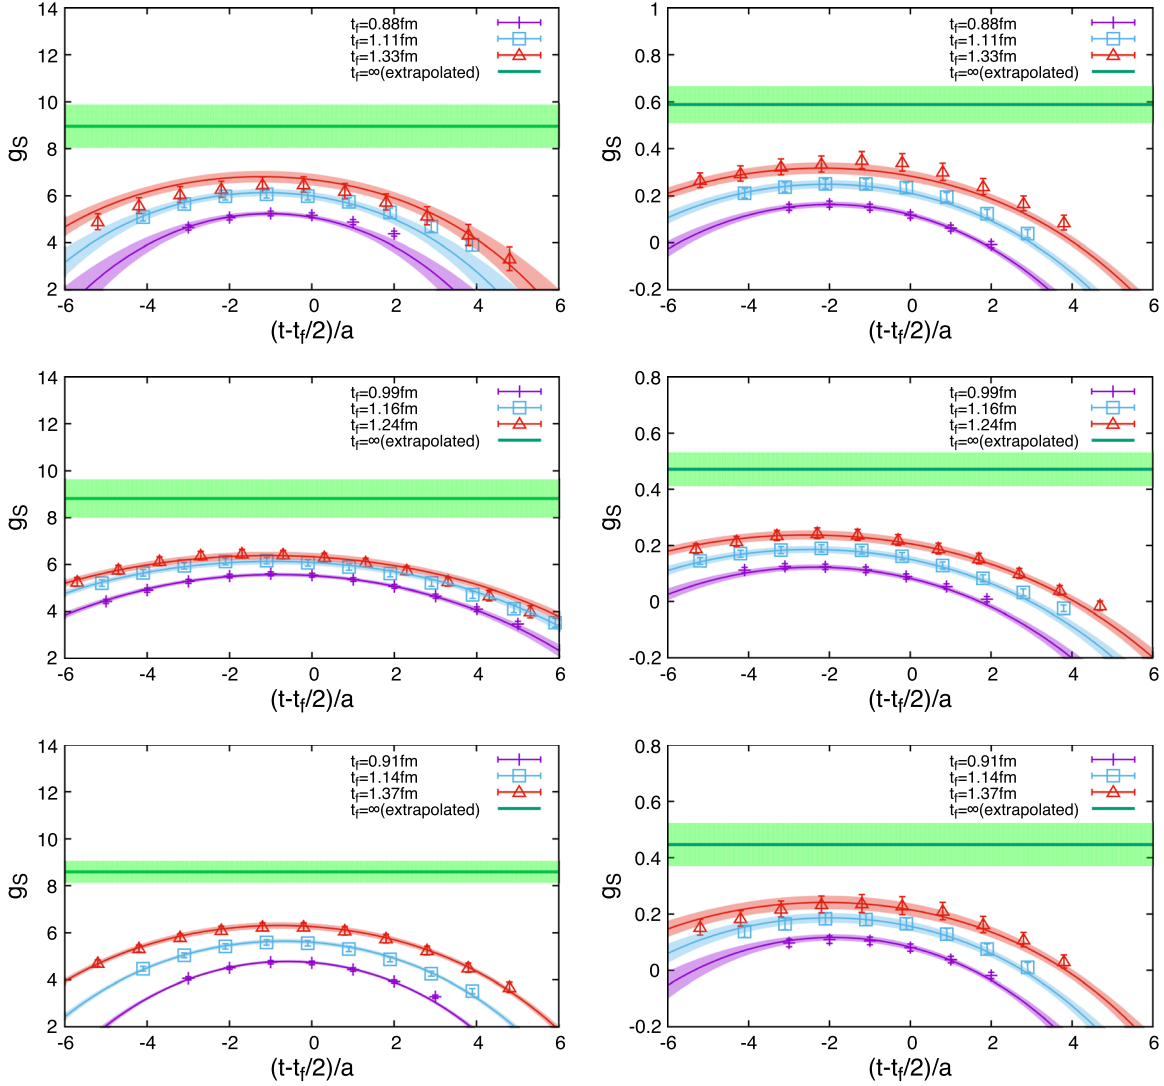 14
12
10
8
6
4
2
-6
-4
-2
0
2
4
6
gS
(t-tf/2)/a
tf=0.88fm
tf=1.11fm
tf=1.33fm
tf=∞(extrapolated)
1
0.8
0.6
0.4
0.2
0
-0.2
-6
-4
-2
0
2
4
6
gS
(t-tf/2)/a
tf=0.88fm
tf=1.11fm
tf=1.33fm
tf=∞(extrapolated)
14
12
10
8
6
4
2
-6
-4
-2
0
2
4
6
gS
(t-tf/2)/a
tf=0.99fm
tf=1.16fm
tf=1.24fm
tf=∞(extrapolated)
0.8
0.6
0.4
0.2
0
-0.2
-6
-4
-2
0
2
4
6
gS
(t-tf/2)/a
tf=0.99fm
tf=1.16fm
tf=1.24fm
tf=∞(extrapolated)
14
12
10
8
6
4
2
-6
-4
-2
0
2
4
6
gS
(t-tf/2)/a
tf=0.91fm
tf=1.14fm
tf=1.37fm
tf=∞(extrapolated)
0.8
0.6
0.4
0.2
0
-0.2
-6
-4
-2
0
2
4
6
gS
(t-tf/2)/a
tf=0.91fm
tf=1.14fm
tf=1.37fm
tf=∞(extrapolated)